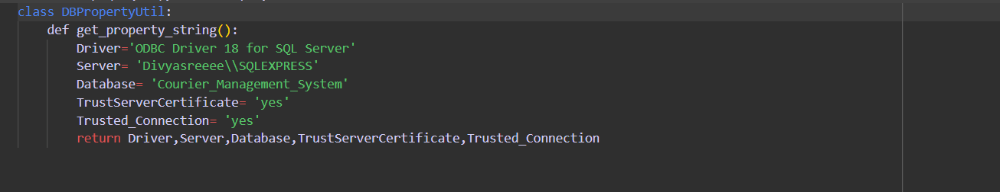 class DBPropertyUtil:
    def get_property_string():
        Driver='ODBC Driver 18 for SQL Server'
        Server= 'Divyasreeee\\SQLEXPRESS'
        Database= 'Courier_Management_System'
        TrustServerCertificate= 'yes'
        Trusted_Connection= 'yes'
        return Driver,Server,Database,TrustServerCertificate,Trusted_Connection